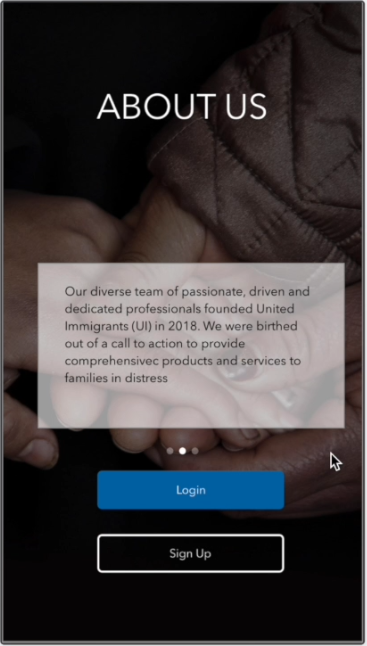 ABOUT US
Our diverse team of passionate, driven and
dedicated professionals founded United
Immigrants (UI) in 2018. We were birthed
out of a call to action to provide
comprehensivec products and services to
families in distress
Login
Sign Up